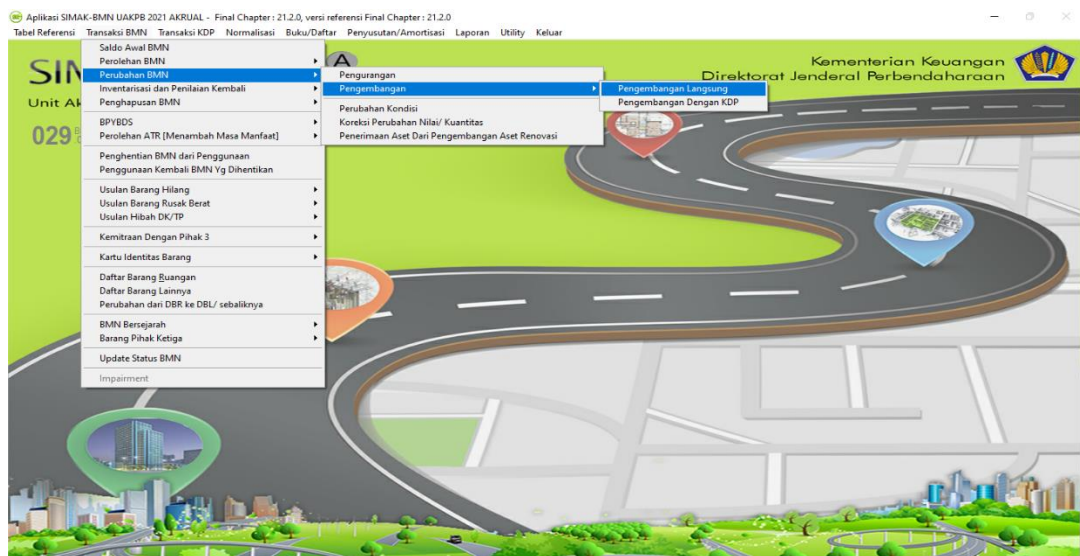 Aplikasi SIMAK-BMN UAKPB 2021 AKRUAL - Final Chapter : 21.2.0, versi referensi Final Chapter : 21.2.0
Tabel Referensi Transaksi BMN Transaksi KDP Normalisasi Buku/Daftar Penyusutan/Amortisasi Laporan Utility Keluar
SIM
A
Unit Ak
029
Kementerian Keuangan
Direktorat Jenderal Perbendaharaan
Saldo Awal BMN
Perolehan BMN
Perubahan BMN
Inventarisasi dan Penilaian Kembali
Penghapusan BMN
BPYBDS
Perolehan ATR [Menambah Masa Manfaat]
Penghentian BMN dari Penggunaan
Penggunaan Kembali BMN Yg Dihentikan
Usulan Barang Hilang
Usulan Barang Rusak Berat
Usulan Hibah DK/TP
Kemitraan Dengan Pihak 3
Kartu Identitas Barang
Daftar Barang Ruangan
Daftar Barang Lainnya
Perubahan dari DBR ke DBL/ sebaliknya
BMN Bersejarah
Barang Pihak Ketiga
Update Status BMN
Impairment
Pengurangan
Pengembangan
Perubahan Kondisi
Koreksi Perubahan Nilai/ Kuantitas
Penerimaan Aset Dari Pengembangan Aset Renovasi
Pengembangan Langsung
Pengembangan Dengan KDP